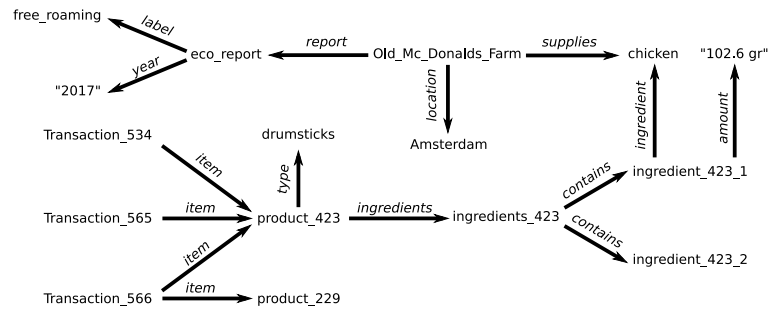 free_roaming
label
eco_report
report
Old_Mc_Donalds_Farm
supplies
chicken
"102.6 gr"
year
"2017"
location
Amsterdam
ingredient
amount
Transaction_534
item
drumsticks
type
contains
ingredient_423_1
Transaction_565
item
product_423
ingredients
ingredients_423
item
contains
ingredient_423_2
Transaction_566
item
product_229